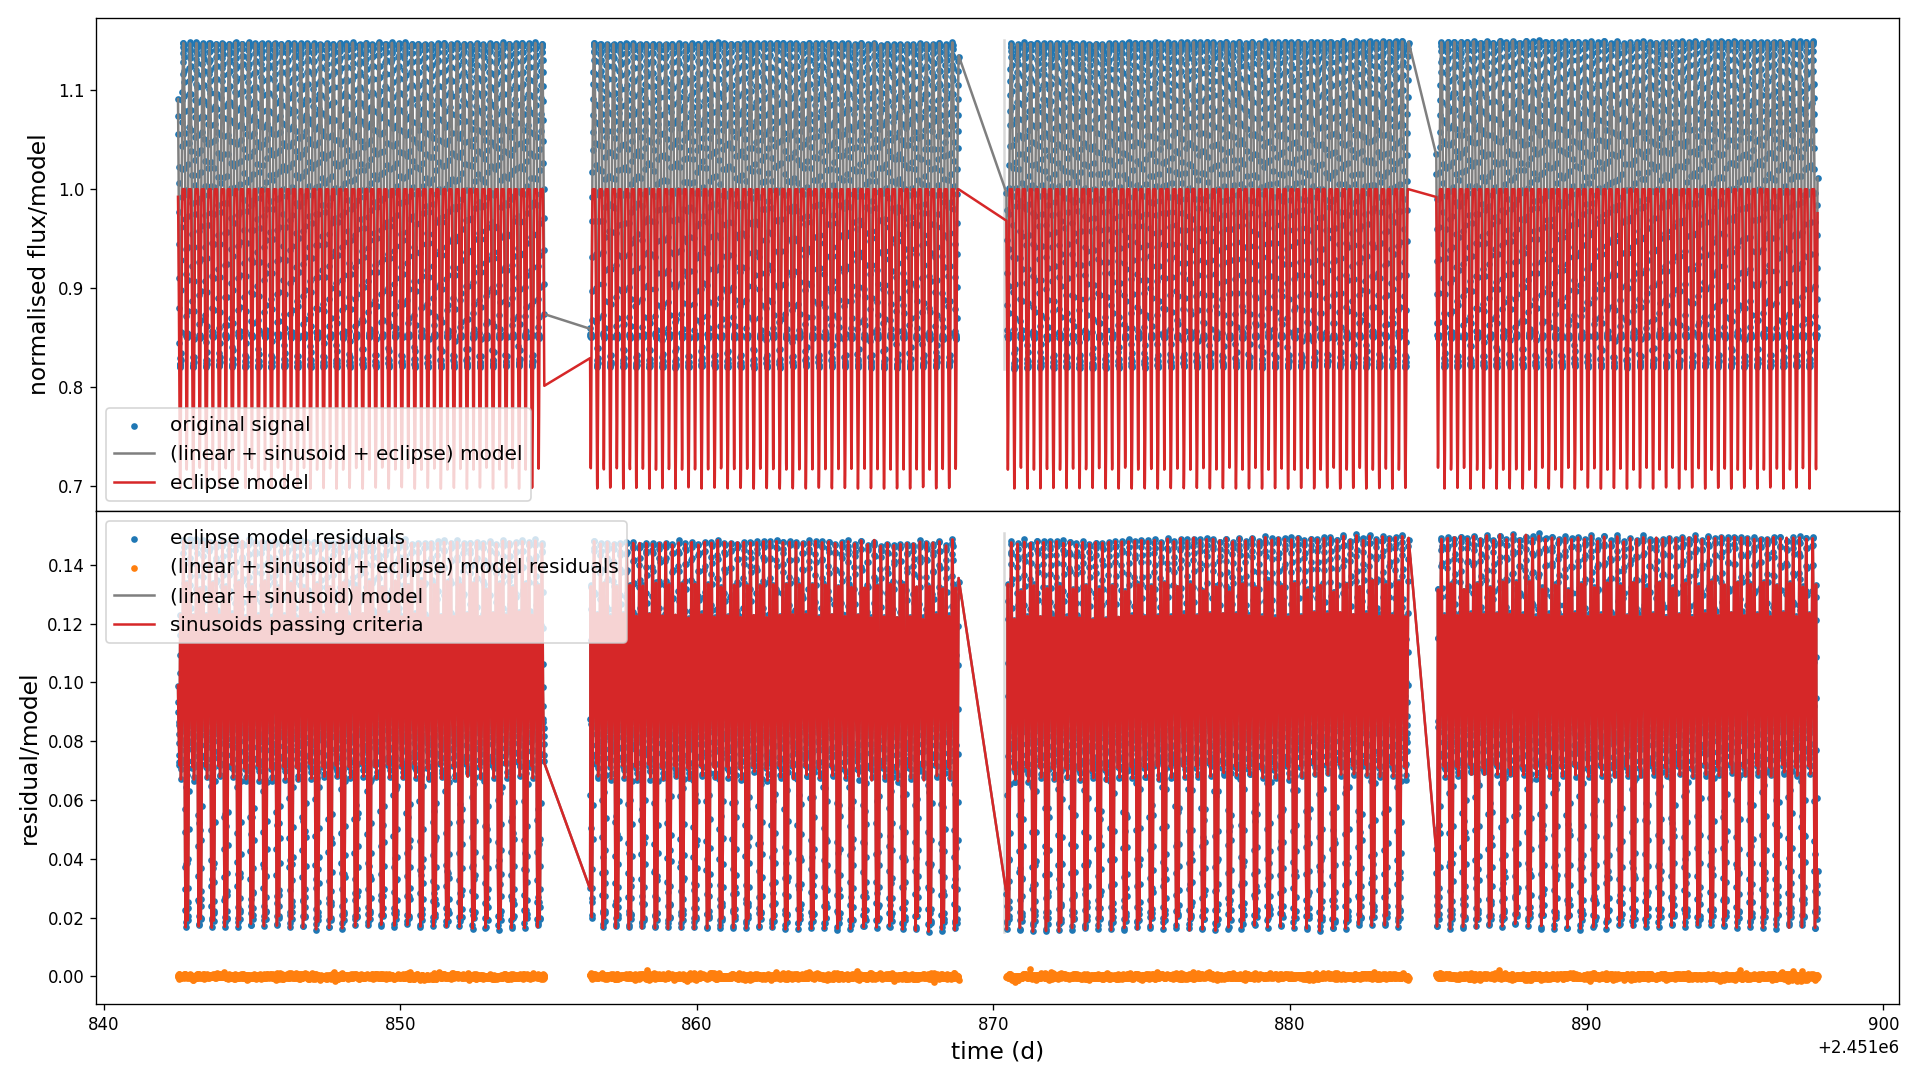 normalised flux/model
1.1
1.0
0.9
0.8
0.7
original signal
(linear + sinusoid + eclipse) model
eclipse model
residual/model
0.14
0.12
0.10
0.08
0.06
0.04
0.02
0.00
eclipse model residuals
(linear + sinusoid + eclipse) model residuals
(linear + sinusoid) model
sinusoids passing criteria
840
850
860
870
880
890
900
time (d)
+2.451e6